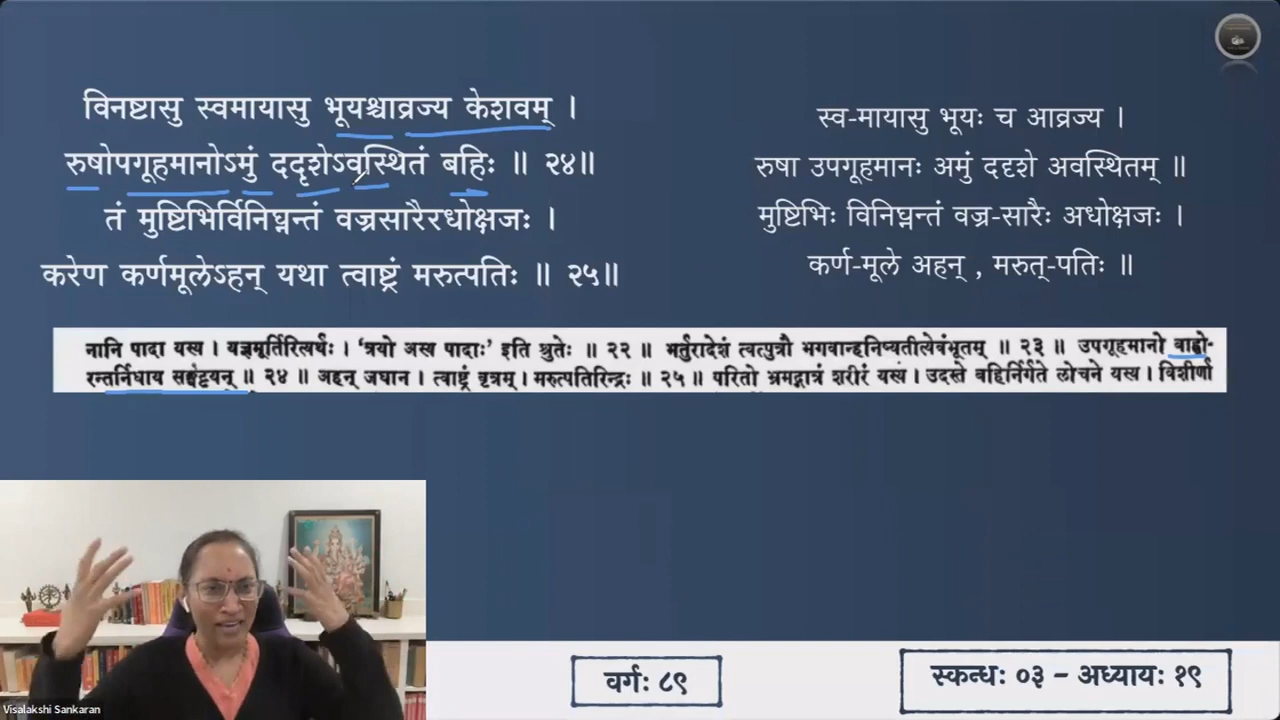 विनष्टासु स्वमायासु भूयश्चाव्रज्य केशवम् ।
रुषोपगूहमानोऽमुं ददृशेऽवस्थितं बहिः ॥ २४॥
तं मुष्टिभिर्विनिघ्नन्तं वज्रसारैरधोक्षजः ।
करेण कर्णमूलेऽहन् यथा त्वाष्ट्रं मरुत्पतिः ॥ २५॥
स्व-मायासु भूयः च आव्रज्य ।
रुषा उपगूहमानः अमुं ददृशे अवस्थितम् ॥
मुष्टिभिः विनिघ्नन्तं वज्र-सारैः अधोक्षजः ।
कर्ण-मूले अहन् , मरुत्-पतिः ॥
नानि पादा यस्य । यज्ञमूर्तिरित्यर्थः । ‘त्रयो अस्य पादाः’ इति श्रुतेः ॥ २२ ॥ भर्तुरादेशं त्वत्पुत्रौ भगवान्हनिष्यतीत्येवंभूतम् ॥ २३ ॥ उपगूहमानो बाह्वो-
रन्तर्निधाय सङ्घट्टयन् ॥ २४ ॥ अहन् जघान । त्वाष्ट्रं वृत्रम् । मरुत्पतिरिन्द्रः ॥ २५ ॥ परितो भ्रमद्गात्रं शरीरं यस्य । उदस्ते बहिर्निर्गते लोचने यस्य । विशीर्णा
Visalakshi Sankaran
वर्गः ८९
स्कन्धः ०३ – अध्यायः १९